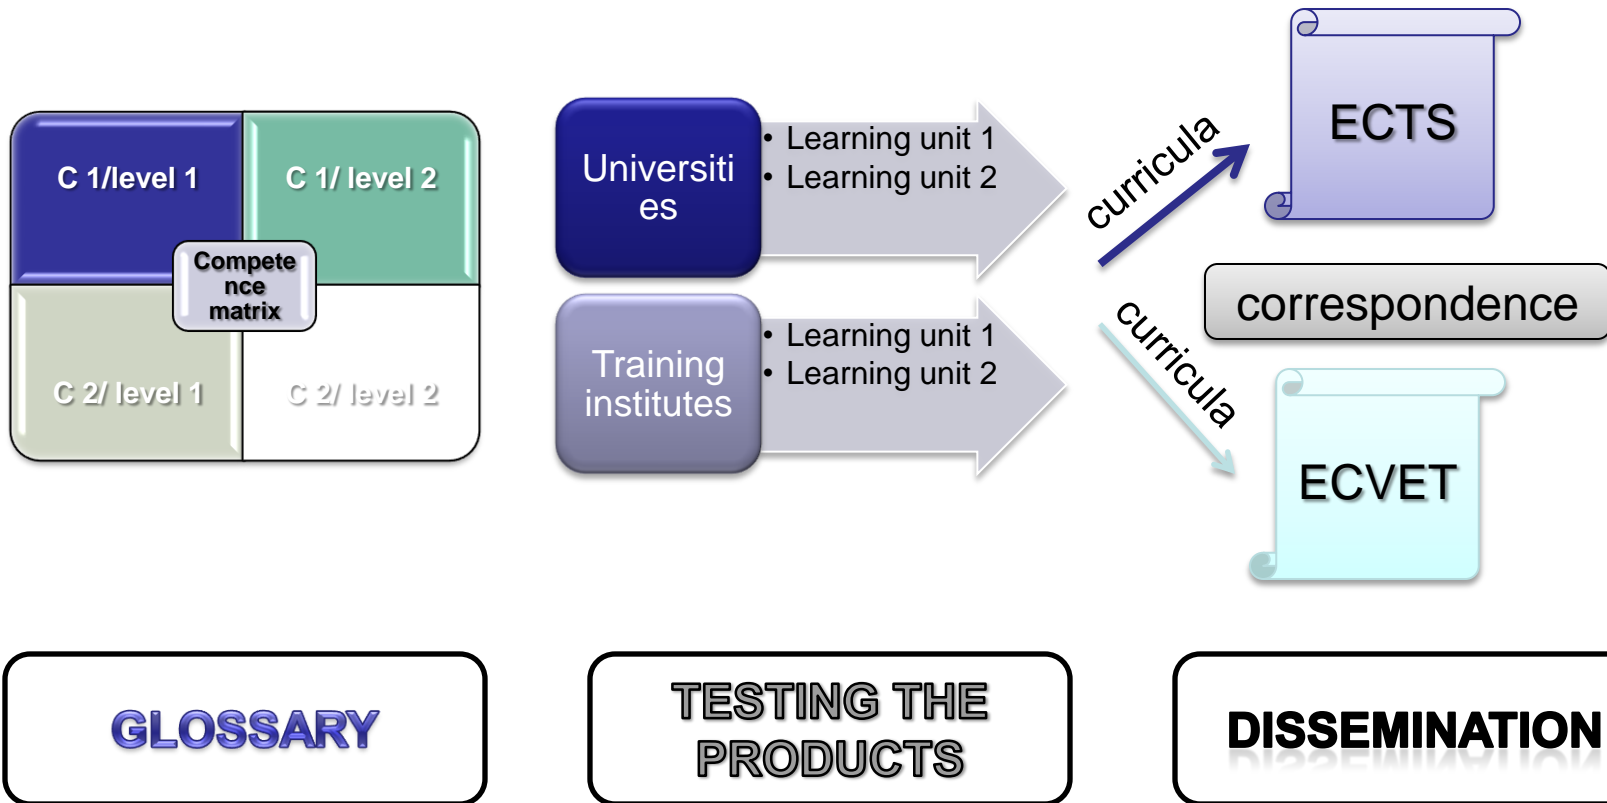 C 1/level 1
C 1/ level 2
Compete
nce
matrix
C 2/ level 1
C 2/ level 2
Universiti
es
• Learning unit 1
• Learning unit 2
Training
institutes
• Learning unit 1
• Learning unit 2
curricula
ECTS
correspondence
curricula
ECVET
GLOSSARY
TESTING THE
PRODUCTS
DISSEMINATION